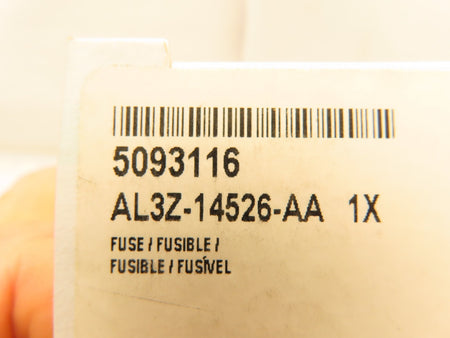 5093116
AL3Z-14526-AA 1X
FUSE / FUSIBLE /
FUSIBLE / FUSÍVEL